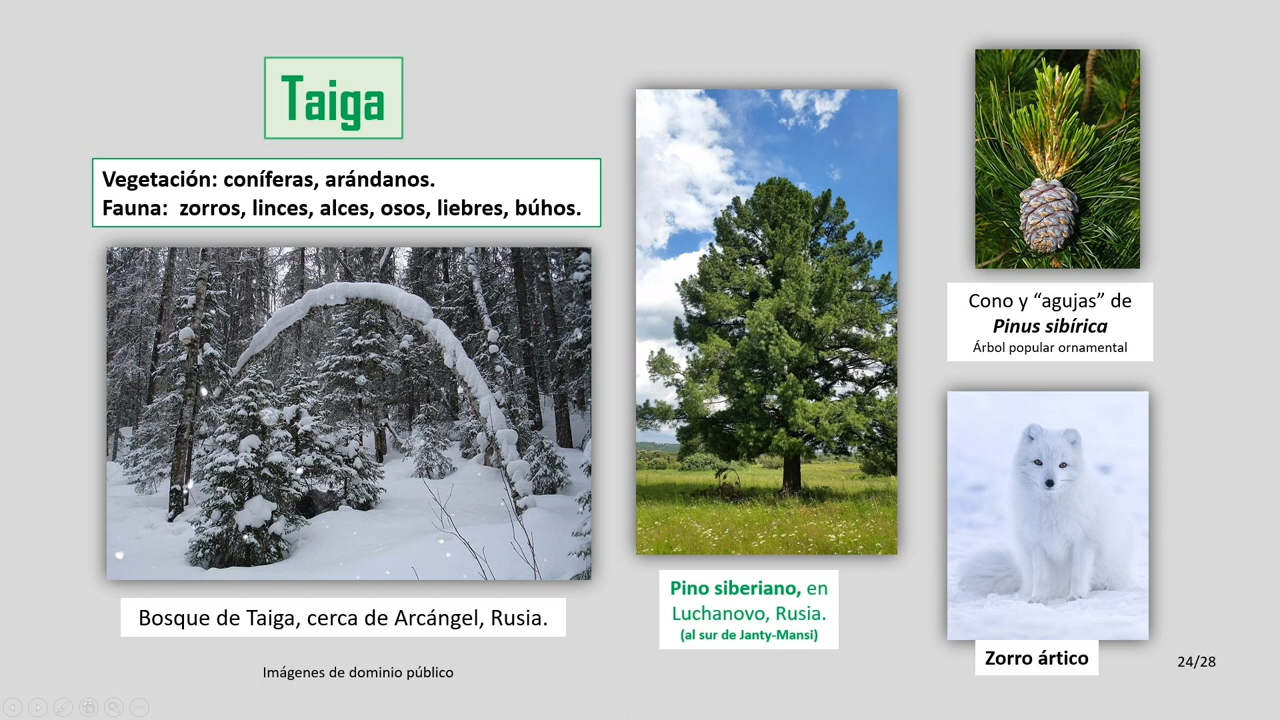 Taiga
Vegetación: coníferas, arándanos.
Fauna: zorros, linces, alces, osos, liebres, búhos.
Bosque de Taiga, cerca de Arcángel, Rusia.
Imágenes de dominio público
Pino siberiano, en
Luchanovo, Rusia.
(al sur de Janty-Mansi)
Cono y “agujas” de
Pinus sibírica
Árbol popular ornamental
Zorro ártico
24/28